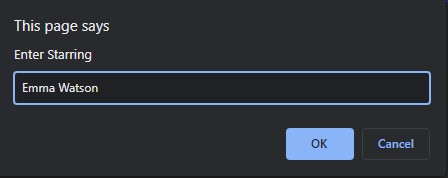 This page says
Enter Starring
Emma Watson
OK Cancel